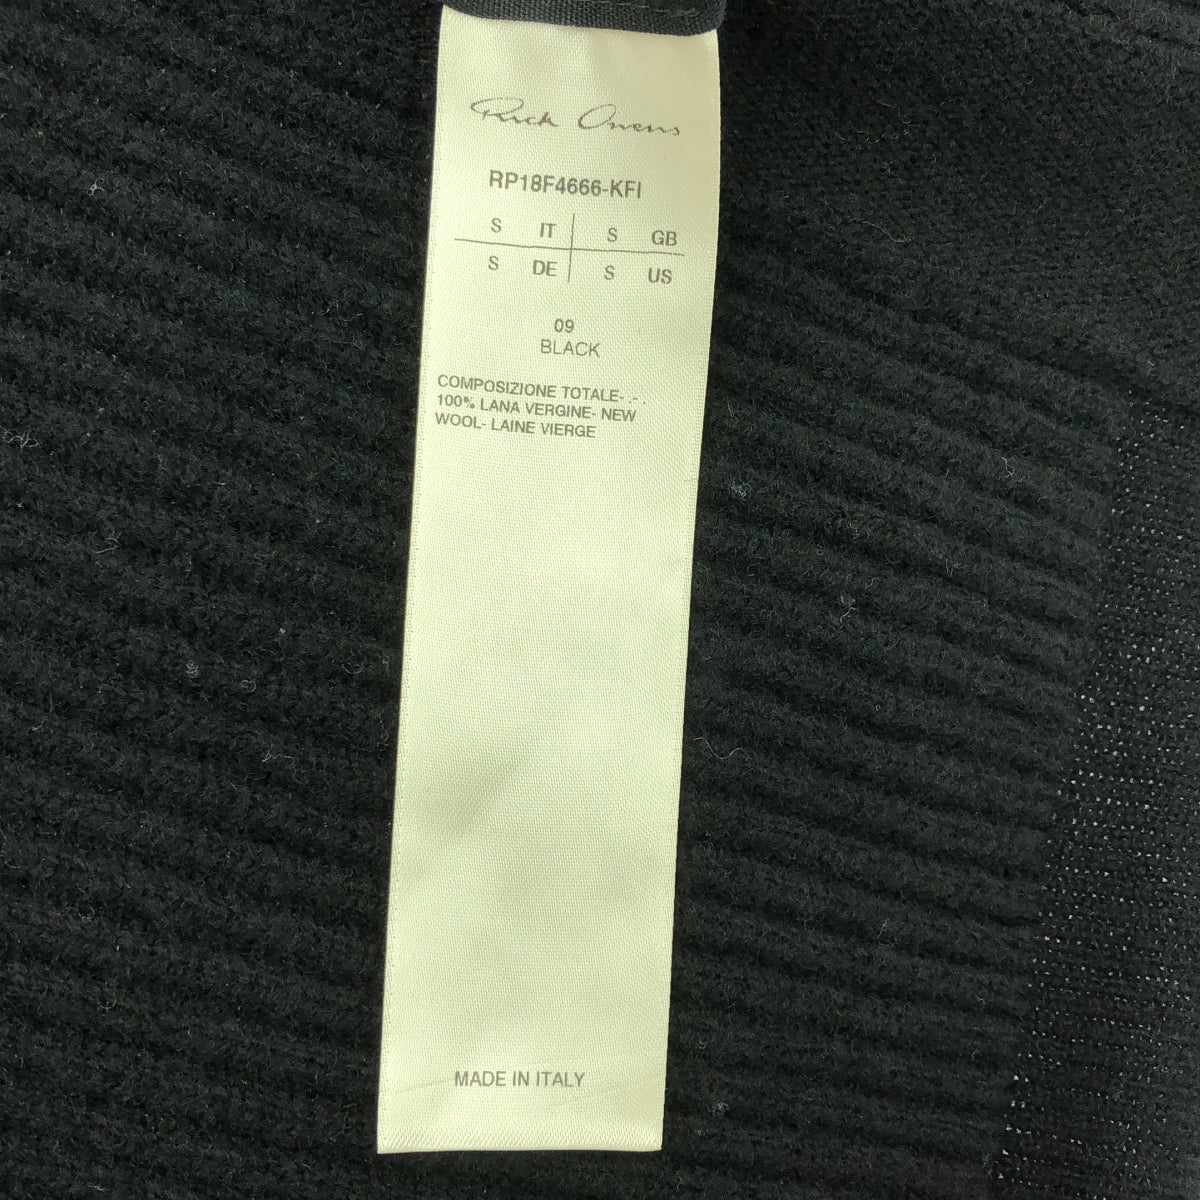 Rick Owens
RP18F4666-KFI
S IT S GB
S DE S US
09
BLACK
COMPOSIZIONE TOTALE- .- .
100% LANA VERGINE- NEW
WOOL- LAINE VIERGE
MADE IN ITALY